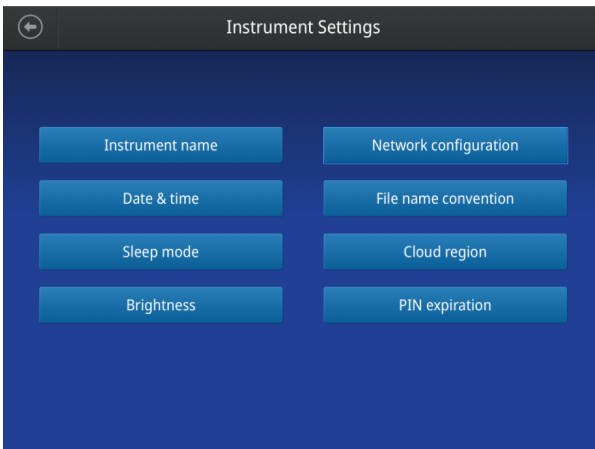 Instrument Settings
Instrument name
Network configuration
Date & time
File name convention
Sleep mode
Cloud region
Brightness
PIN expiration